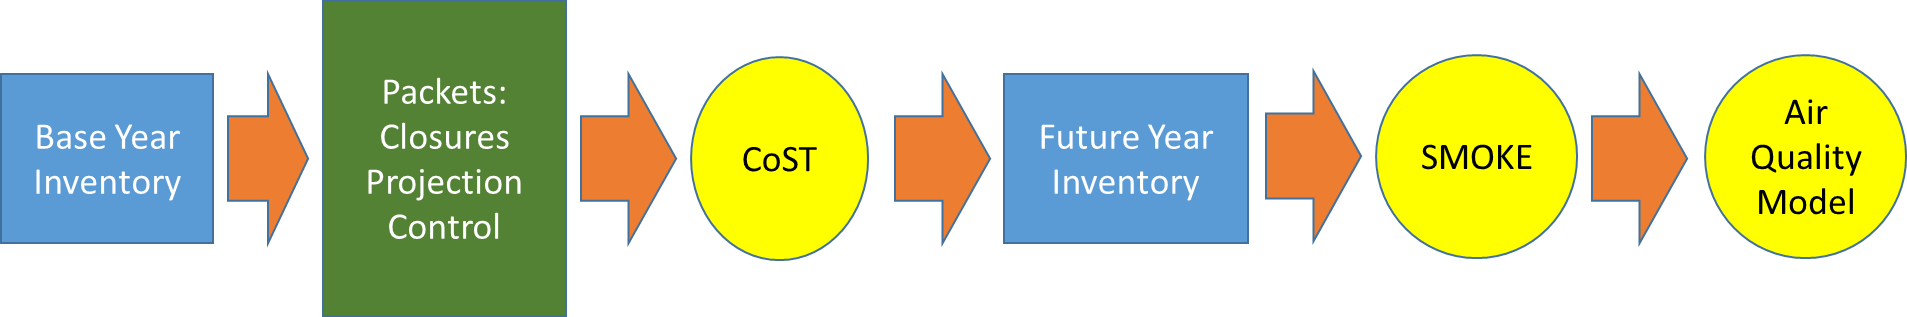 Base Year
Inventory
Packets:
Closures
Projection
Control
CoST
Future Year
Inventory
SMOKE
Air
Quality
Model